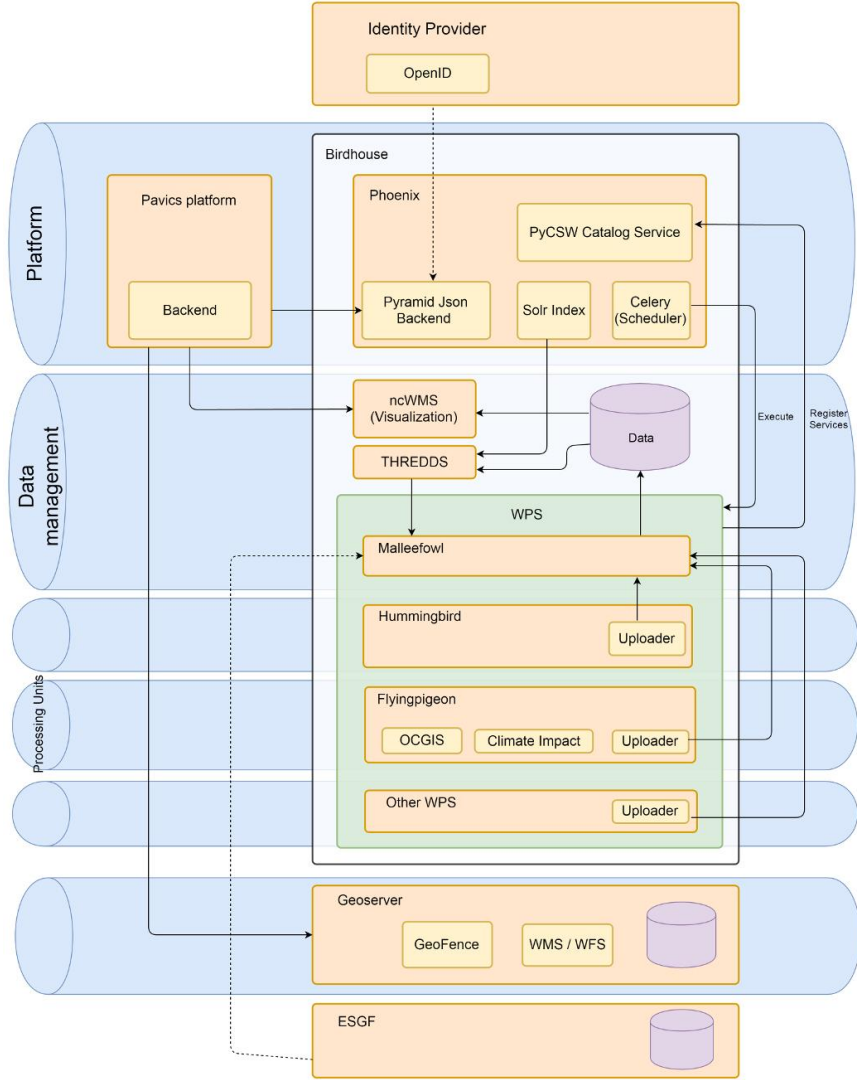 Identity Provider
OpenID
Birdhouse
Platform
Pavics platform
Backend
Phoenix
PyCSW Catalog Service
Pyramid Json
Backend
Solr Index
Celery
(Scheduler)
Data
management
ncWMS
(Visualization)
Data
Execute
Register
Services
THREDDS
WPS
Malleefowl
Processing Units
Hummingbird
Uploader
Flyingpigeon
OCGIS
Climate Impact
Uploader
Other WPS
Uploader
Geoserver
GeoFence
WMS / WFS
ESGF